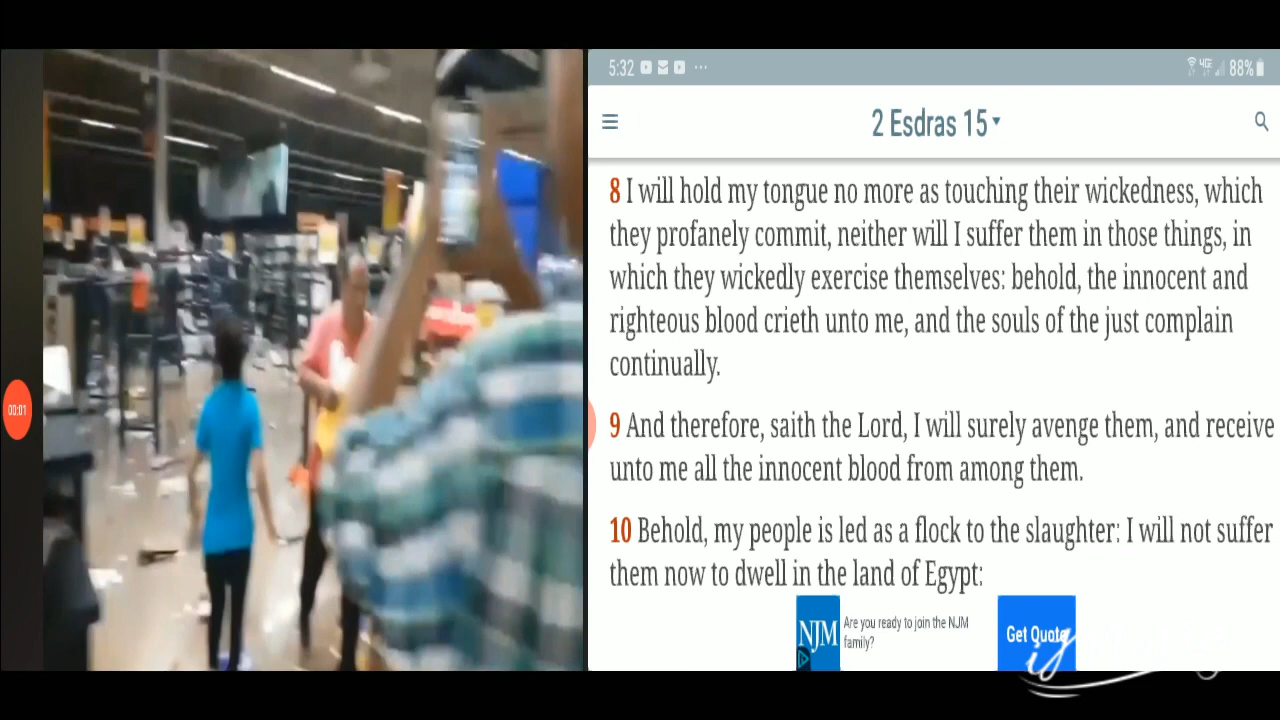 00:01
5:32
4GE
88%
2 Esdras 15
8 I will hold my tongue no more as touching their wickedness, which
they profanely commit, neither will I suffer them in those things, in
which they wickedly exercise themselves: behold, the innocent and
righteous blood crieth unto me, and the souls of the just complain
continually.
9 And therefore, saith the Lord, I will surely avenge them, and receive
unto me all the innocent blood from among them.
10 Behold, my people is led as a flock to the slaughter: I will not suffer
them now to dwell in the land of Egypt:
NJM
Are you ready to join the NJM
family?
Get Quote